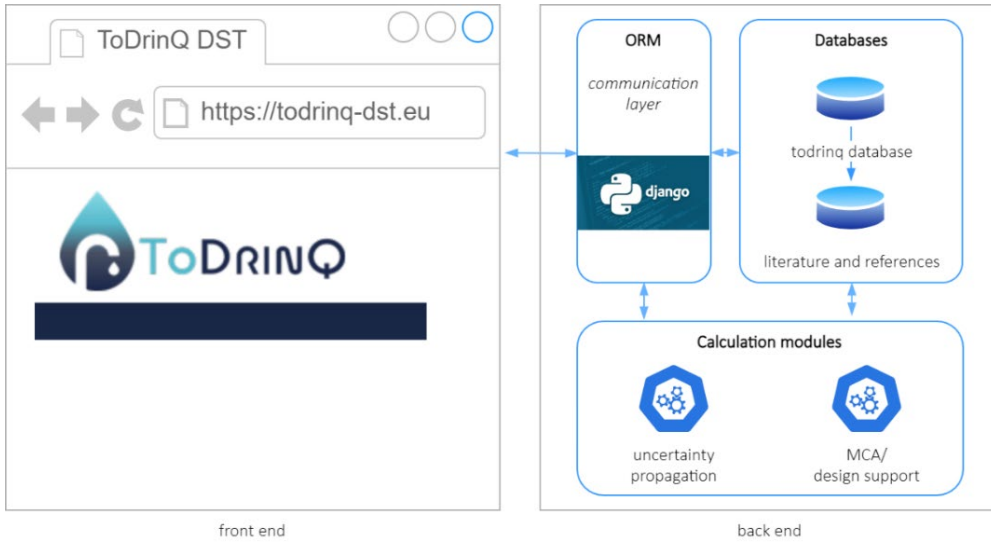 ToDrinQ DST
https://todrinq-dst.eu
ToDrinQ
front end
ORM
communication
layer
django
Databases
todrinq database
literature and references
Calculation modules
uncertainty
propagation
MCA/
design support
back end